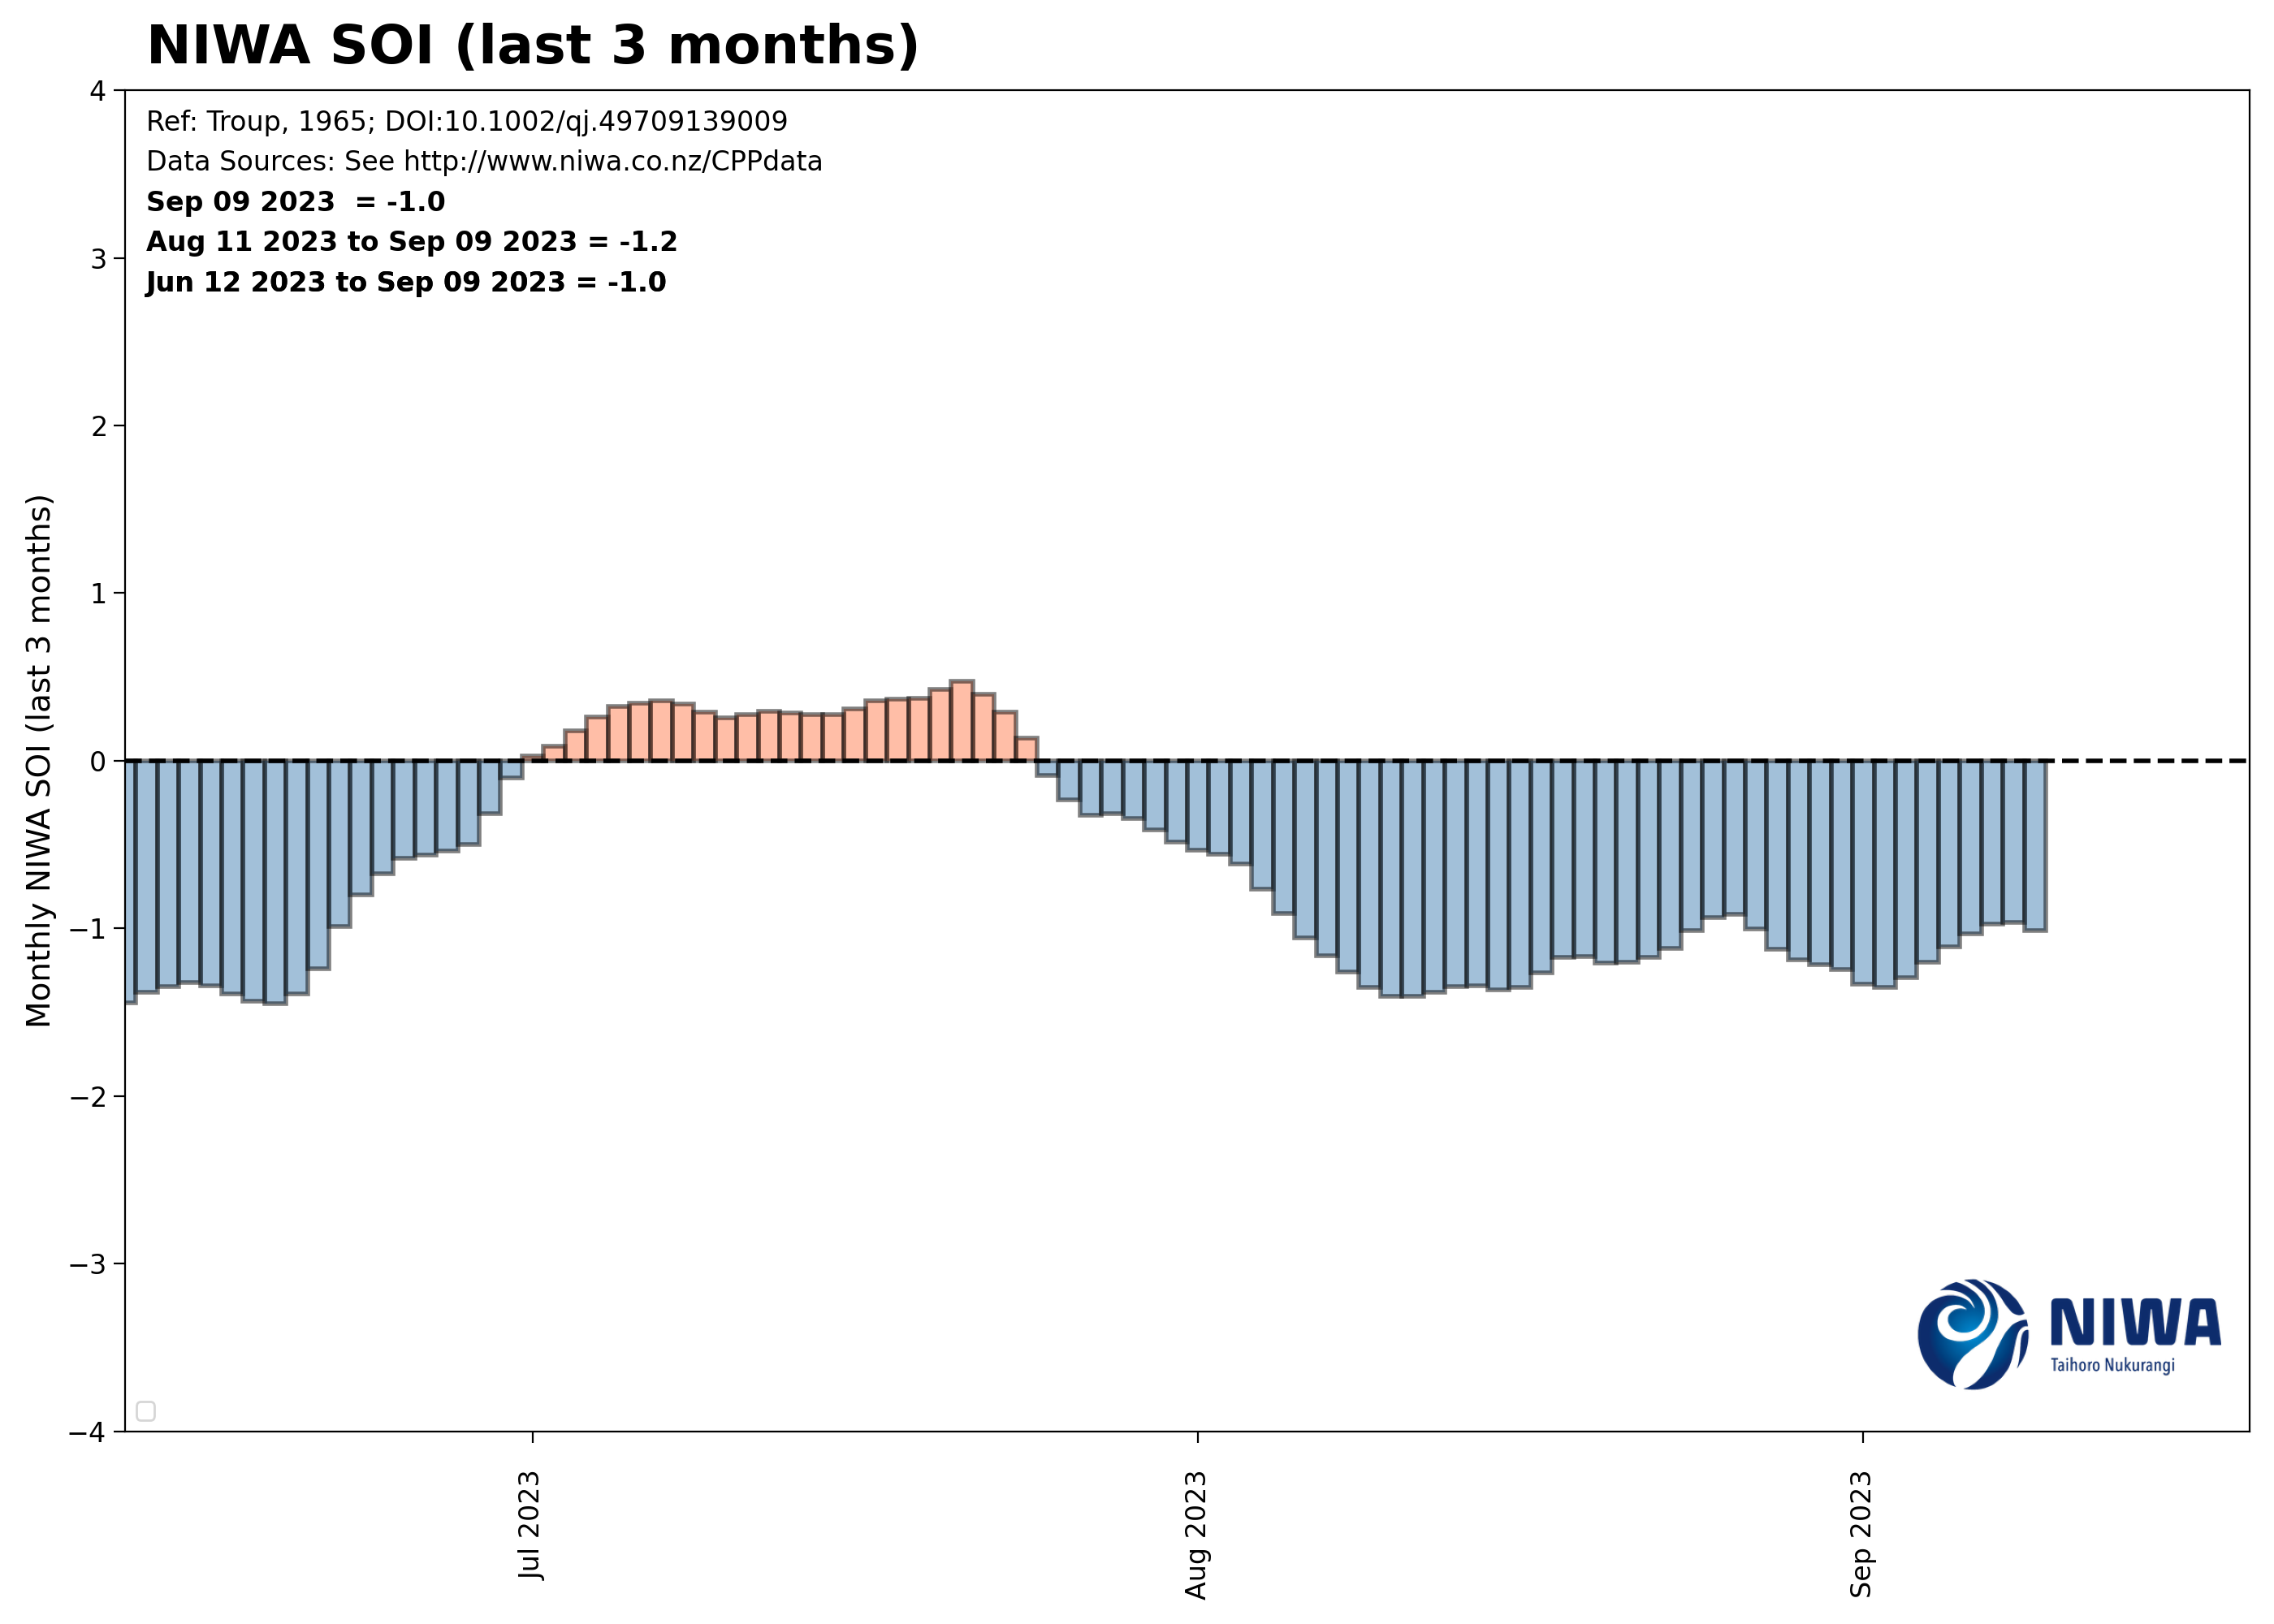 NIWA SOI (last 3 months)
Ref: Troup, 1965; DOI:10.1002/qj.49709139009
Data Sources: See http://www.niwa.co.nz/CPPdata
Sep 09 2023  = -1.0
Aug 11 2023 to Sep 09 2023 = -1.2
Jun 12 2023 to Sep 09 2023 = -1.0
Monthly NIWA SOI (last 3 months)
4
3
2
1
0
−1
−2
−3
−4
Jul 2023
Aug 2023
Sep 2023
NIWA
Taihoro Nukurangi